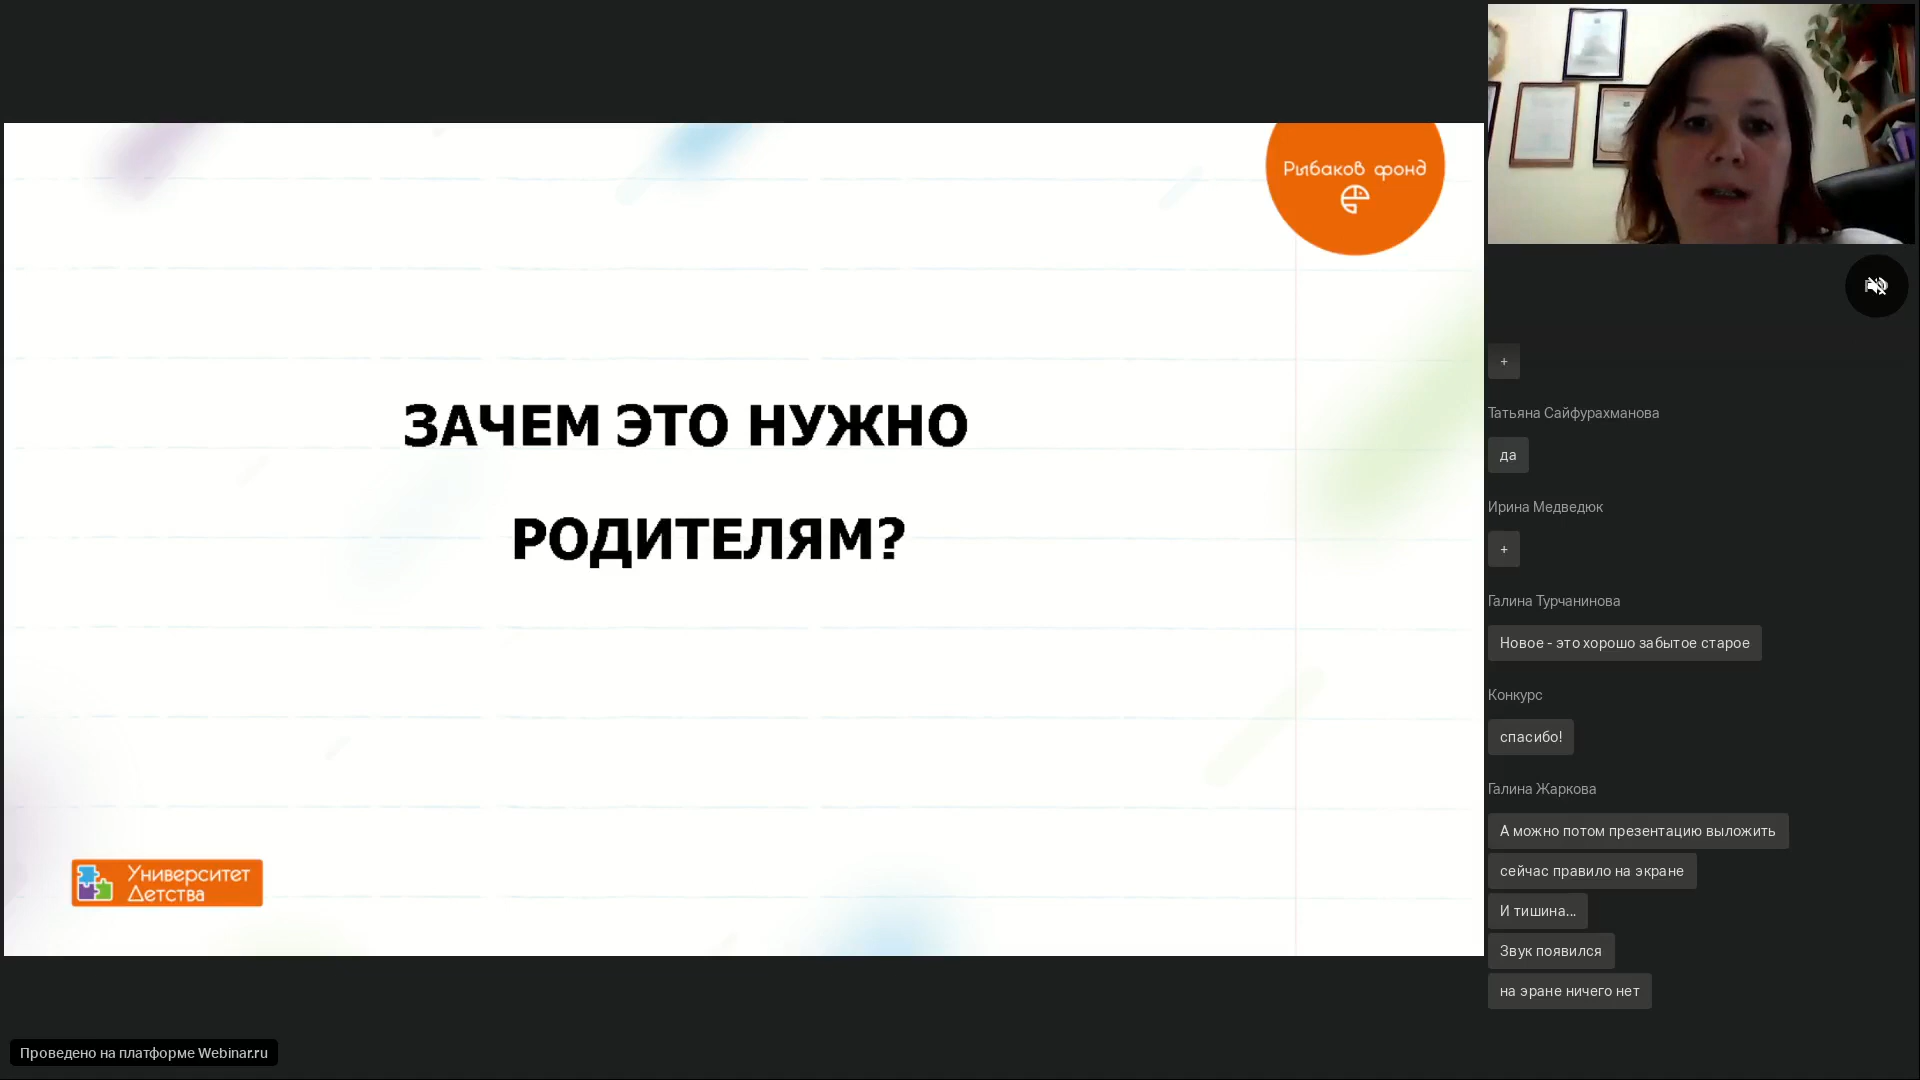 Рыбаков фонд
ЗАЧЕМ ЭТО НУЖНО
РОДИТЕЛЯМ?
Университет
Детства
+
Татьяна Сайфурахманова
да
Ирина Медведюк
+
Галина Турчанинова
Новое - это хорошо забытое старое
Конкурс
спасибо!
Галина Жаркова
А можно потом презентацию выложить
сейчас правило на экране
И тишина...
Звук появился
на эране ничего нет
Проведено на платформе Webinar.ru